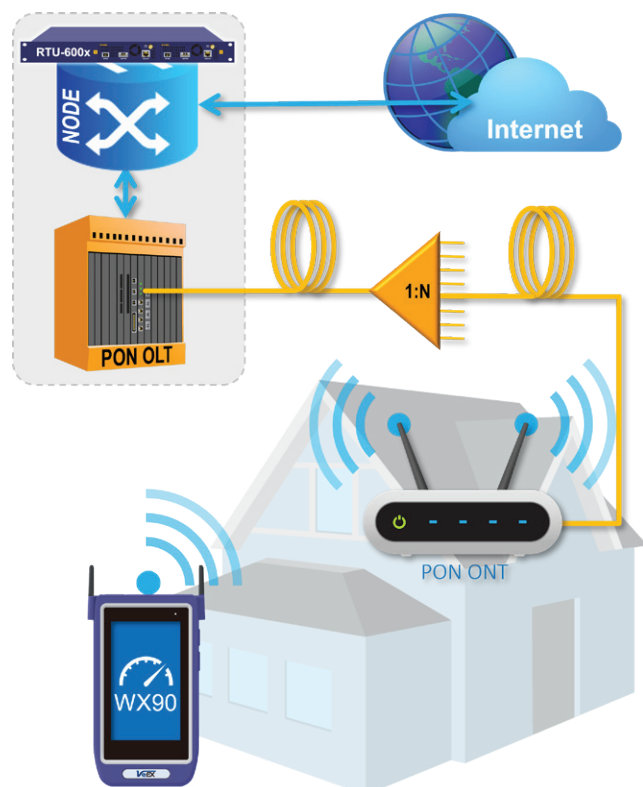 RTU-600x
NODE
Internet
PON OLT
1:N
PON ONT
WX90
VeEX